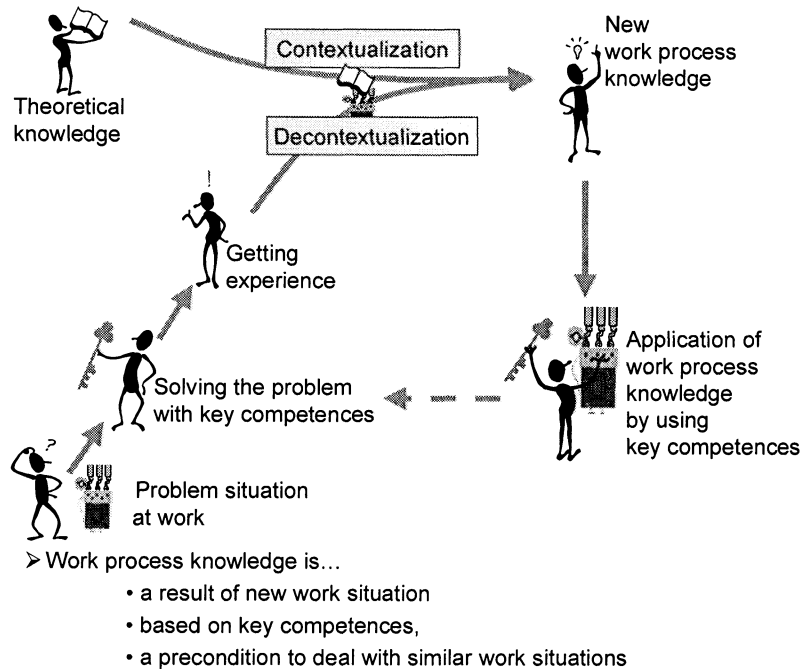 Theoretical
knowledge
Contextualization
Decontextualization
New
work process
knowledge
!
Getting
experience
Solving the problem
with key competences
Application of
work process
knowledge
by using
key competences
?
Problem situation
at work
➢ Work process knowledge is…
• a result of new work situation
• based on key competences,
• a precondition to deal with similar work situations